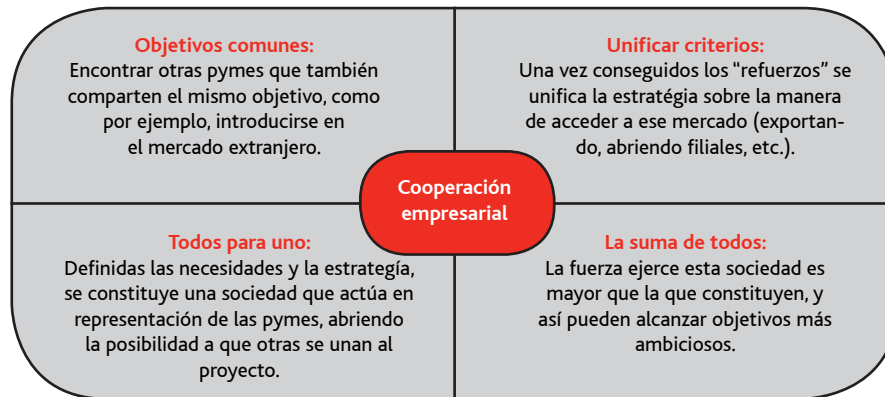 Objetivos comunes:
Encontrar otras pymes que también
comparten el mismo objetivo, como
por ejemplo, introducirse en
el mercado extranjero.
Unificar criterios:
Una vez conseguidos los “refuerzos” se
unifica la estratégia sobre la manera
de acceder a ese mercado (exportan-
do, abriendo filiales, etc.).
Cooperación
empresarial
Todos para uno:
Definidas las necesidades y la estrategía,
se constituye una sociedad que actúa en
representación de las pymes, abriendo
la posibilidad a que otras se unan al
proyecto.
La suma de todos:
La fuerza ejerce esta sociedad es
mayor que la que constituyen, y
así pueden alcanzar objetivos más
ambiciosos.